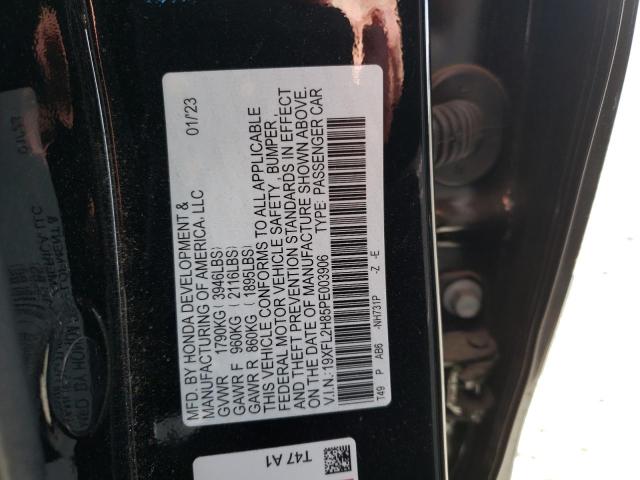 MFD. BY HONDA DEVELOPMENT & 01/'23
MANUFACTURING OF AMERICA, LLC
GVWR 1790KG (3946LBS)
GAWR F 960KG (2116LBS)
GAWR R 860KG (1895LBS)
THIS VEHICLE CONFORMS TO ALL APPLICABLE
FEDERAL MOTOR VEHICLE SAFETY, BUMPER,
AND THEFT PREVENTION STANDARDS IN EFFECT
ON THE DATE OF MANUFACTURE SHOWN ABOVE.
V.I.N.:19XFL2H85PE003906 TYPE: PASSENGER CAR
T49 P AB6 -NH731P -Z -E
T47 A1